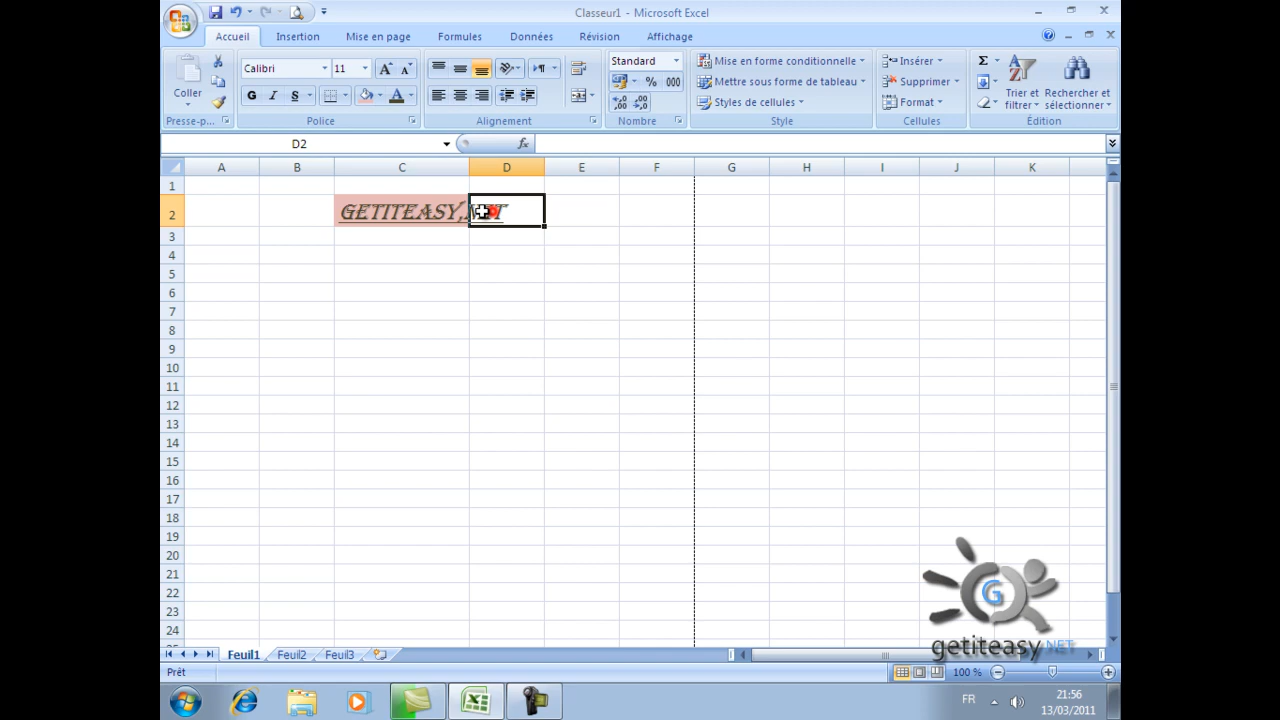 Classeur1 - Microsoft Excel
Accueil Insertion Mise en page Formules Données Révision Affichage
Coller
Presse-p...
Calibri 11
G I S
A A
Police
Alignement
Standard
% 000
Nombre
Mise en forme conditionnelle
Mettre sous forme de tableau
Styles de cellules
Style
Insérer
Supprimer
Format
Cellules
Σ
Trier et filtrer
Rechercher et sélectionner
Édition
D2 fx
A B C D E F G H I J K
1
2 GETITEASY,NET
3
4
5
6
7
8
9
10
11
12
13
14
15
16
17
18
19
20
21
22
23
24
25
G
getiteasy.NET
Feuil1 Feuil2 Feuil3
Prêt 100 %
FR 21:56
13/03/2011